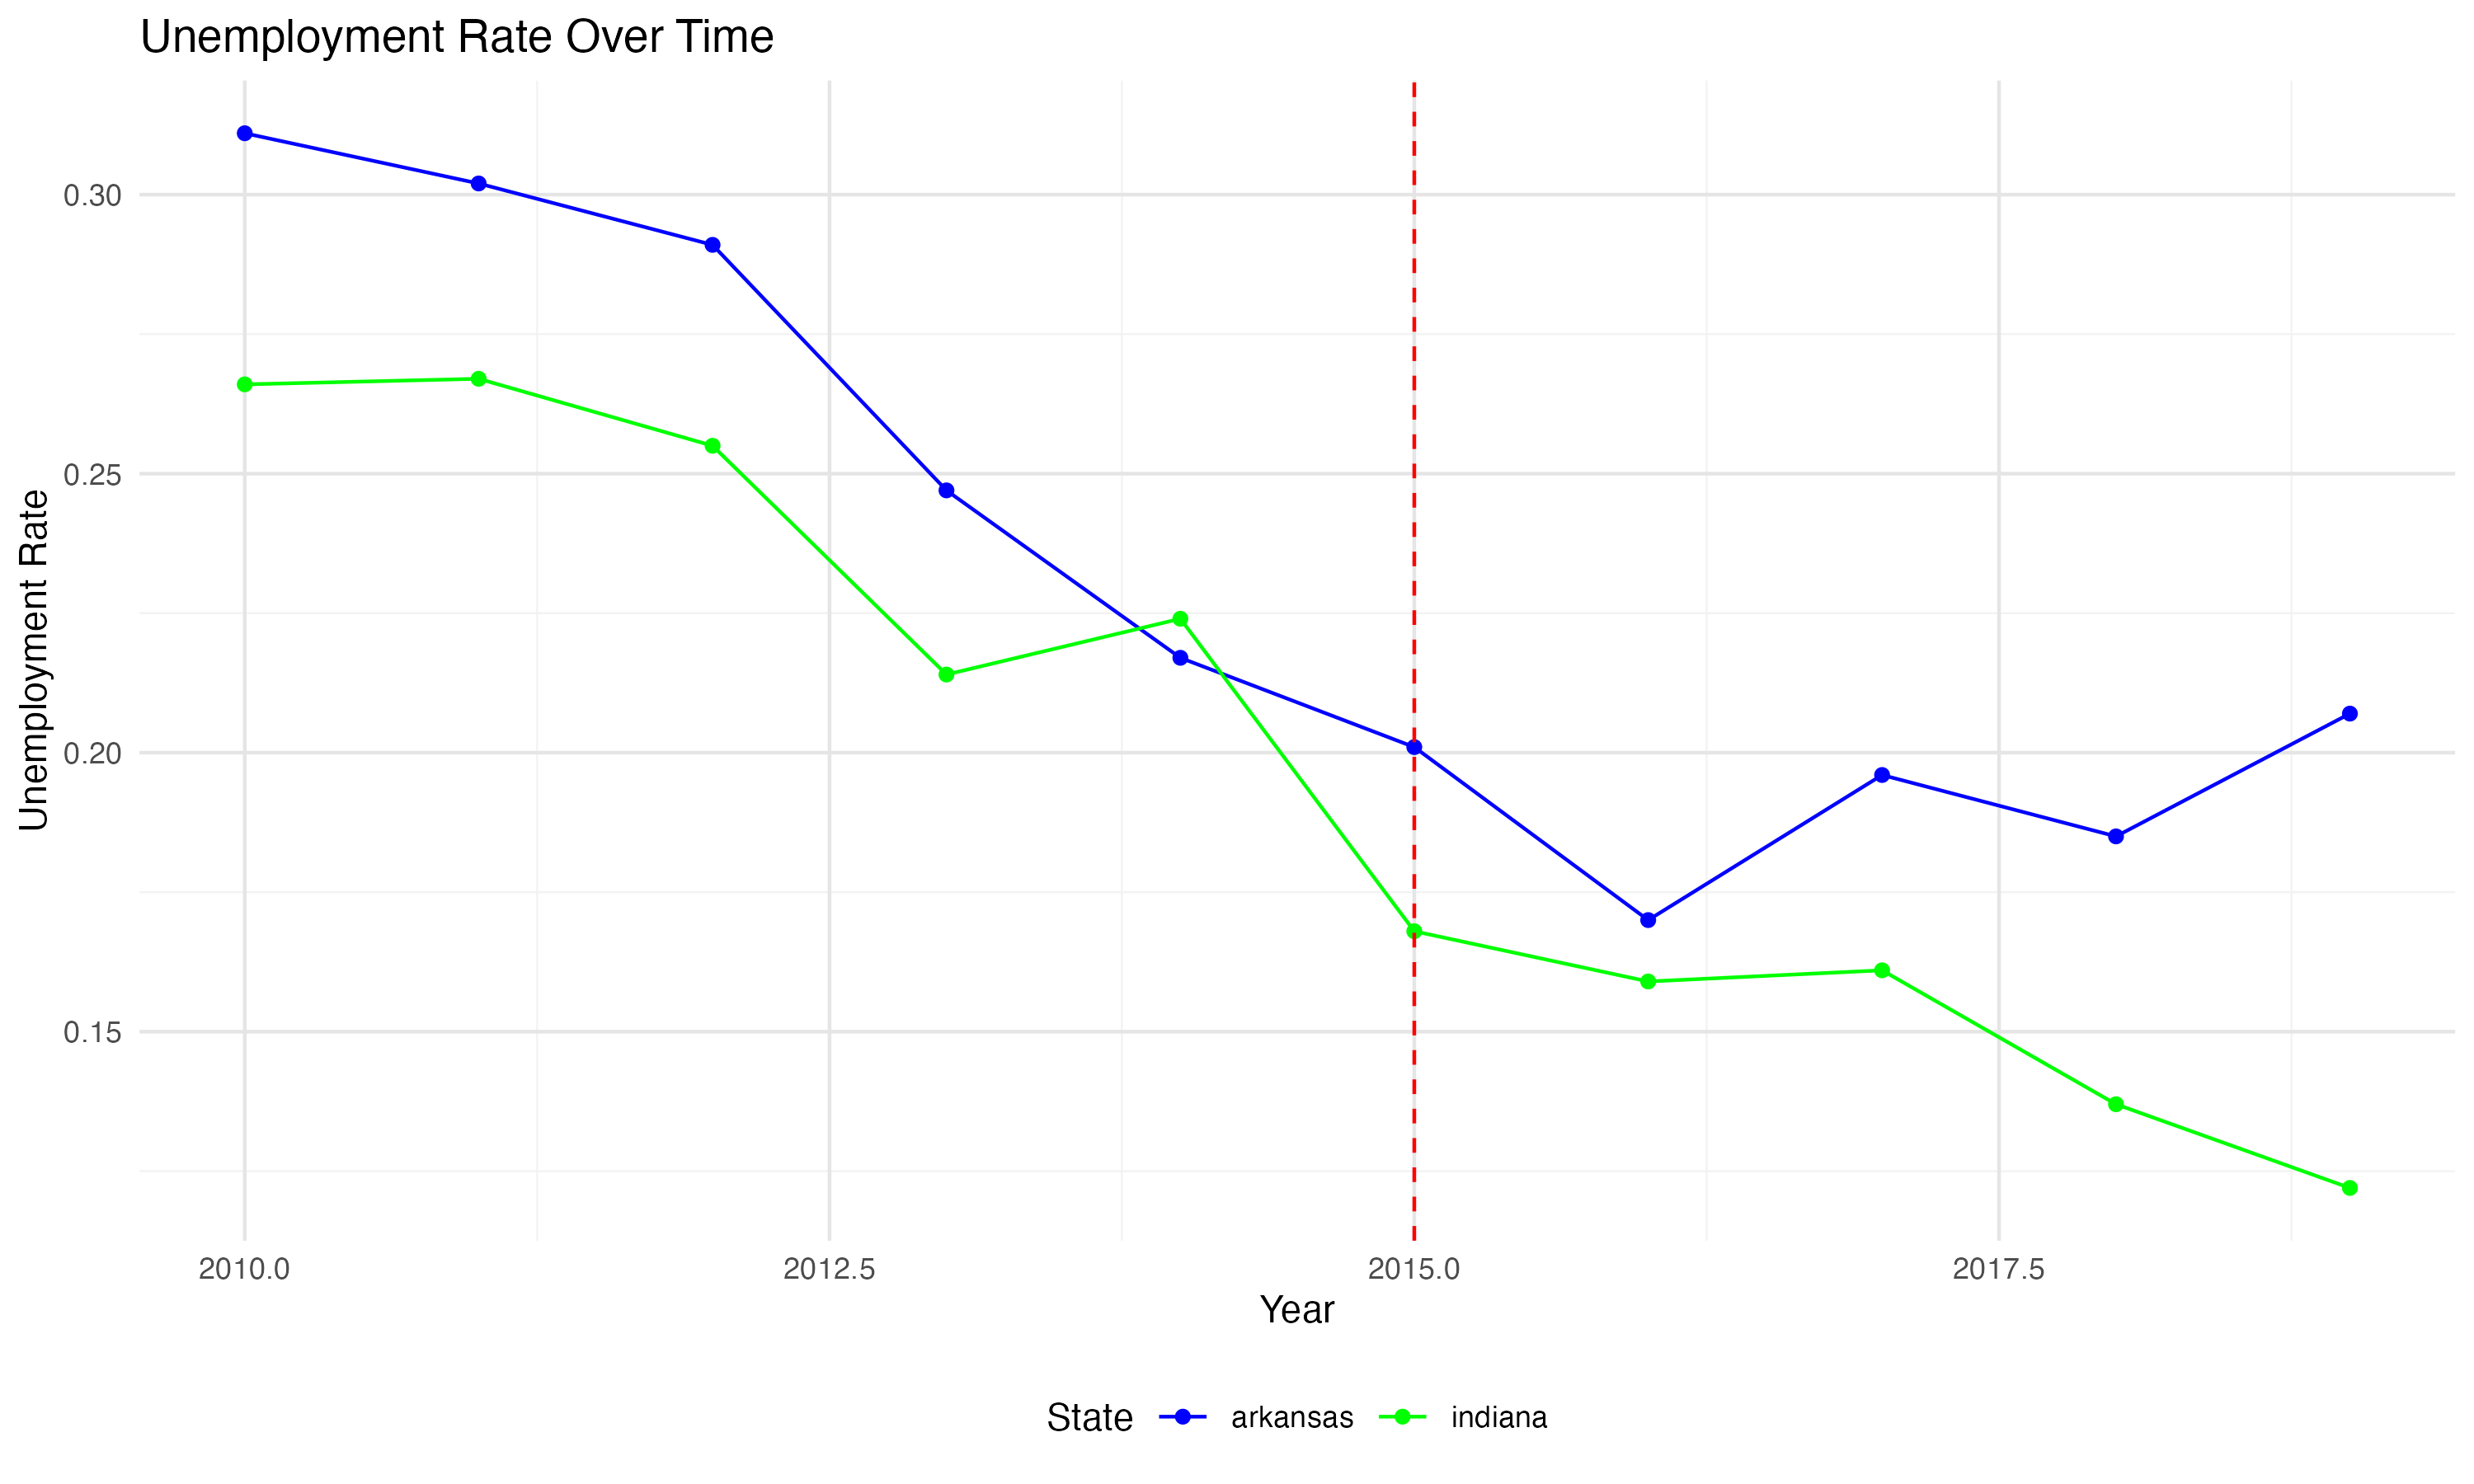 Unemployment Rate Over Time
Unemployment Rate
0.30
0.25
0.20
0.15
2010.0 2012.5 2015.0 2017.5
Year
State arkansas indiana